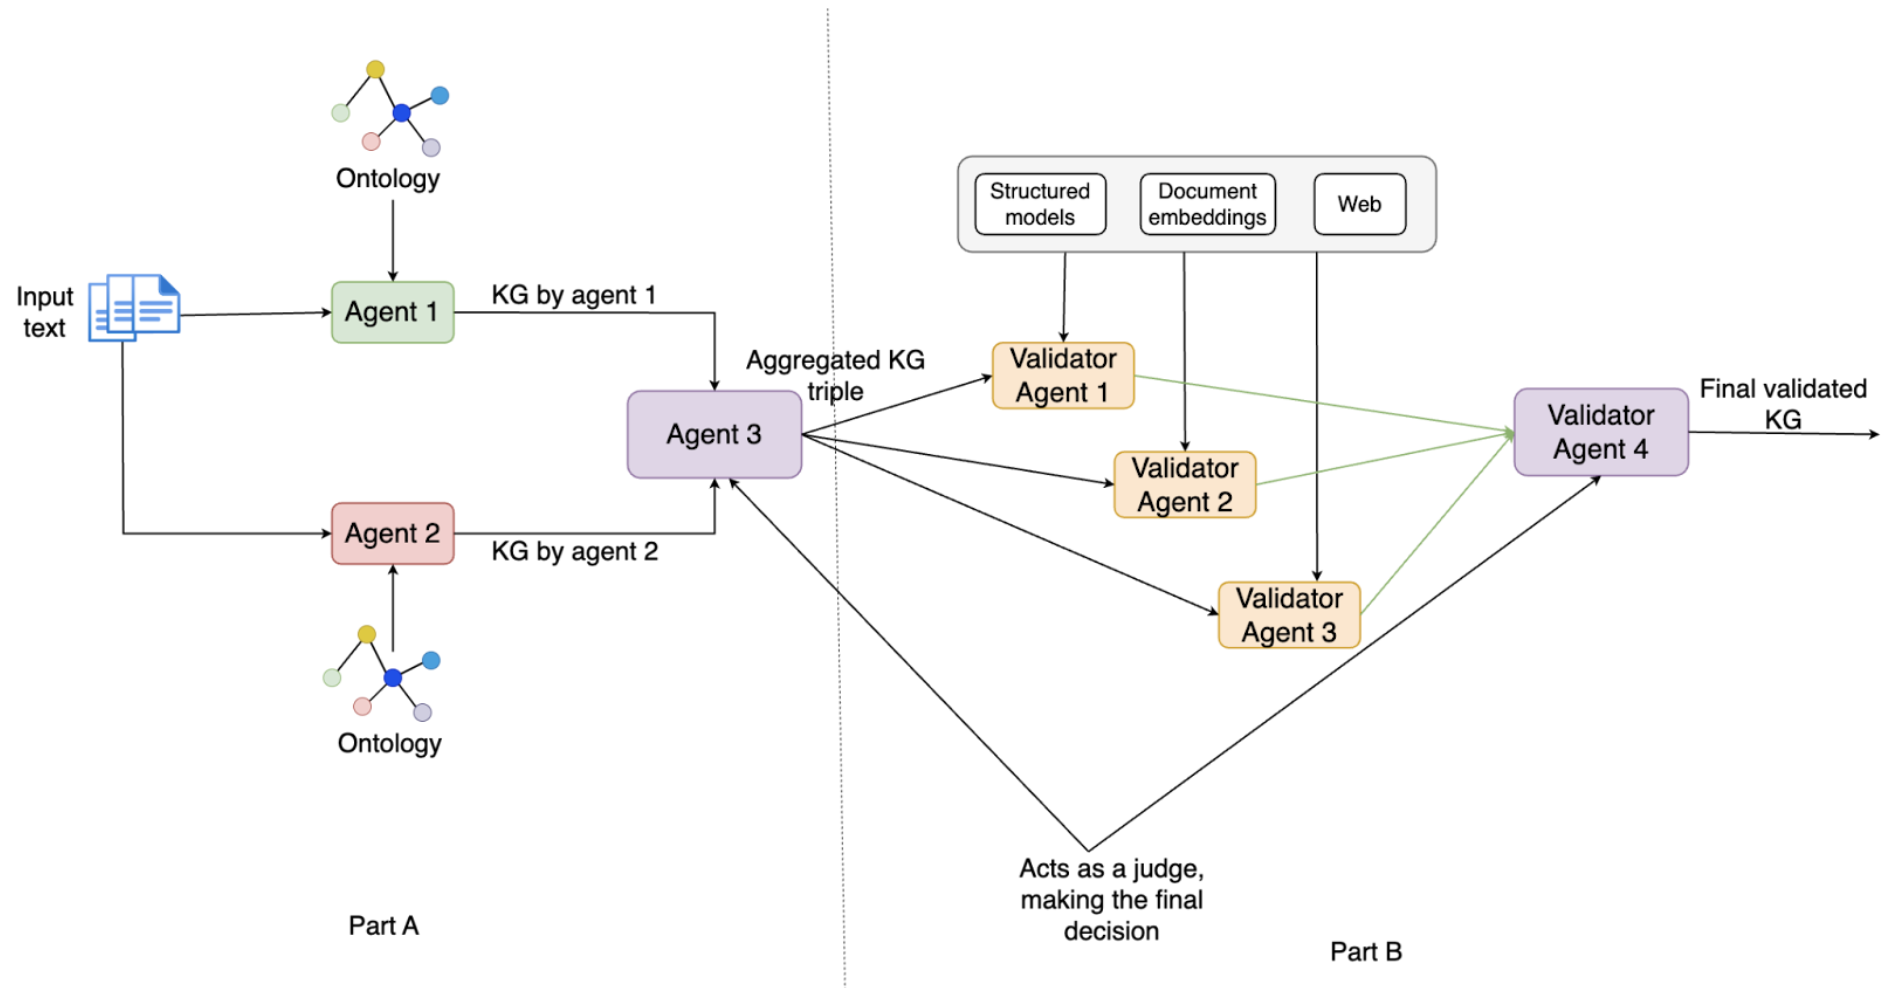 Ontology
Input
text
Agent 1
KG by agent 1
Agent 2
KG by agent 2
Ontology
Agent 3
Aggregated KG
triple
Structured
models
Document
embeddings
Web
Validator
Agent 1
Validator
Agent 2
Validator
Agent 3
Validator
Agent 4
Final validated
KG
Acts as a judge,
making the final
decision
Part A
Part B